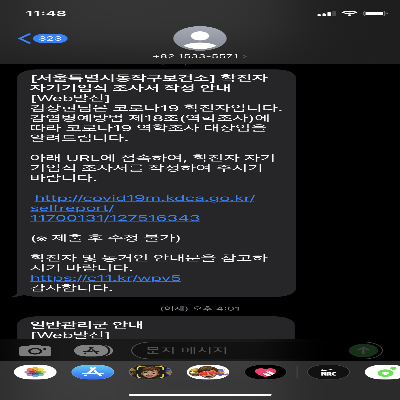 11:48
823
+82 1533-5571 >
[서울특별시동작구보건소] 확진자
자기기입식 조사서 작성 안내
[Web발신]
김상현님은 코로나19 확진자입니다.
감염병예방법 제18조(역학조사)에
따라 코로나19 역학조사 대상임을
알려드립니다.
아래 URL에 접속하여, 확진자 자기
기입식 조사서를 작성하여 주시기
바랍니다.
http://covid19m.kdca.go.kr/
selfreport/
11700131/127516343
(※ 제출 후 수정 불가)
확진자 및 동거인 안내문을 참고하
시기 바랍니다.
https://c11.kr/wpv5
감사합니다.
(어제) 오후 4:01
일반관리군 안내
[Web발신]
문자 메시지
NRC